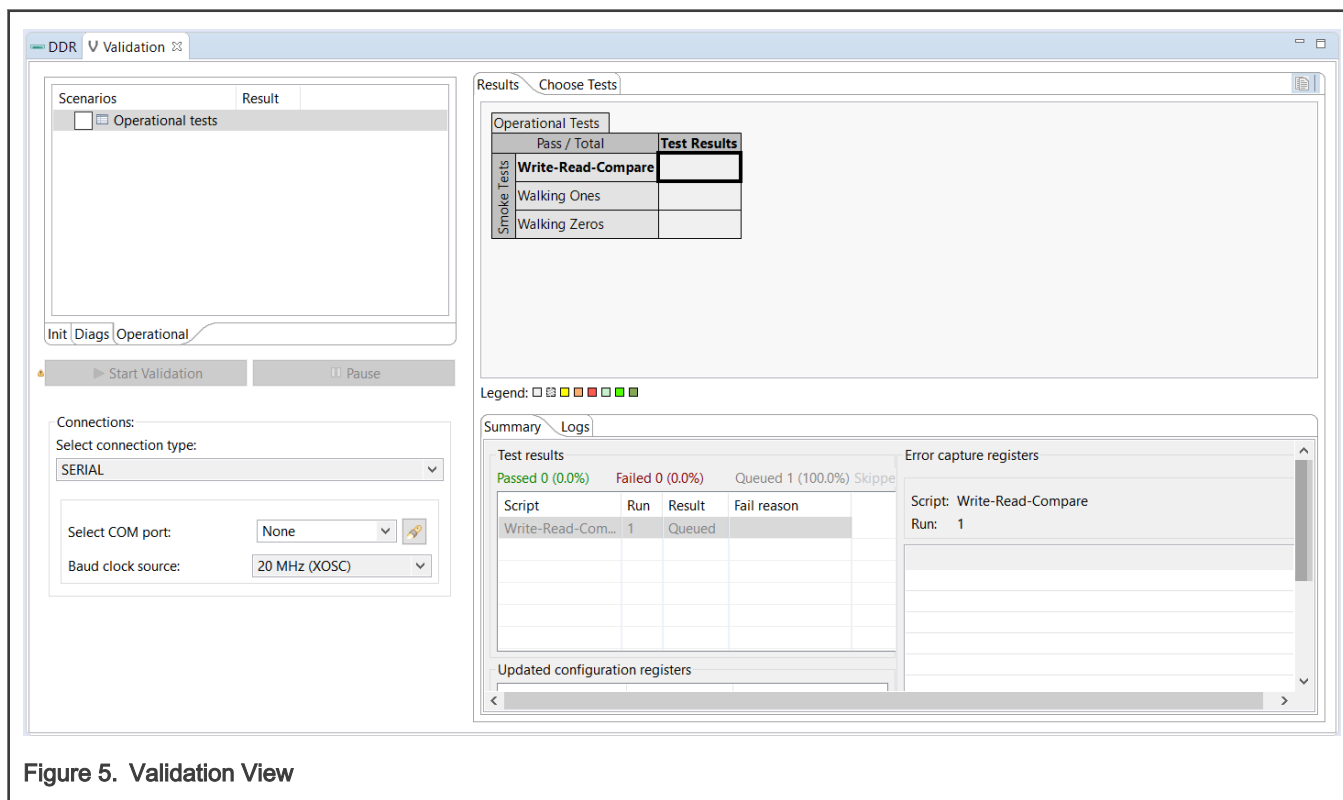 DDR Validation
Scenarios Result
Operational tests
Init Diags Operational
Start Validation Pause
Connections:
Select connection type:
SERIAL
Select COM port: None
Baud clock source: 20 MHz (XOSC)
Results Choose Tests
Operational Tests
Pass / Total Test Results
Smoke Tests
Write-Read-Compare
Walking Ones
Walking Zeros
Legend:
Summary Logs
Test results
Passed 0 (0.0%) Failed 0 (0.0%) Queued 1 (100.0%) Skippe
Script Run Result Fail reason
Write-Read-Com... 1 Queued
Updated configuration registers
Error capture registers
Script: Write-Read-Compare
Run: 1
Figure 5. Validation View